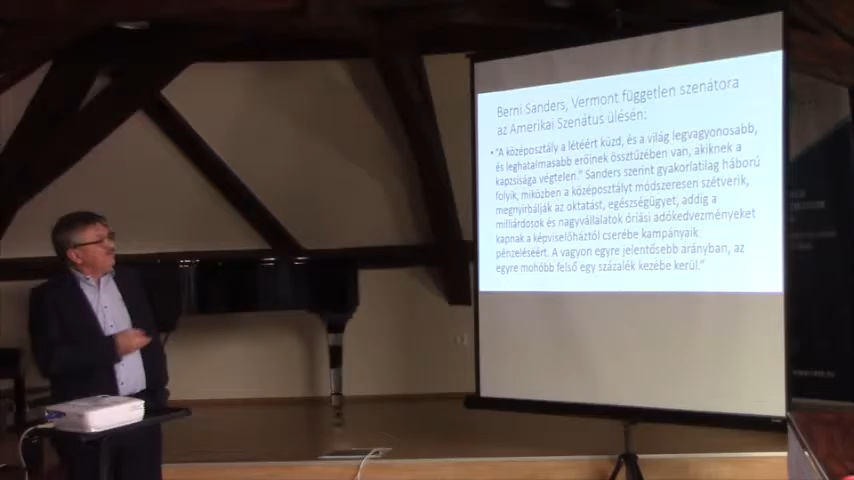 Berni Sanders, Vermont független szenátora
az Amerikai Szenátus ülésén:
• "A középosztály a létéért küzd, és a világ legvagyonosabb,
és leghatalmasabb erőinek össztüzében van, akiknek a
kapzsisága végtelen." Sanders szerint gyakorlatilag háború
folyik, miközben a középosztályt módszeresen szétverik,
megnyirbálják az oktatást, egészségügyet, addig a
milliárdosok és nagyvállalatok óriási adókedvezményeket
kapnak a képviselőháztól cserébe kampányaik
pénzeléséért. A vagyon egyre jelentősebb arányban, az
egyre mohóbb felső egy százalék kezébe kerül."